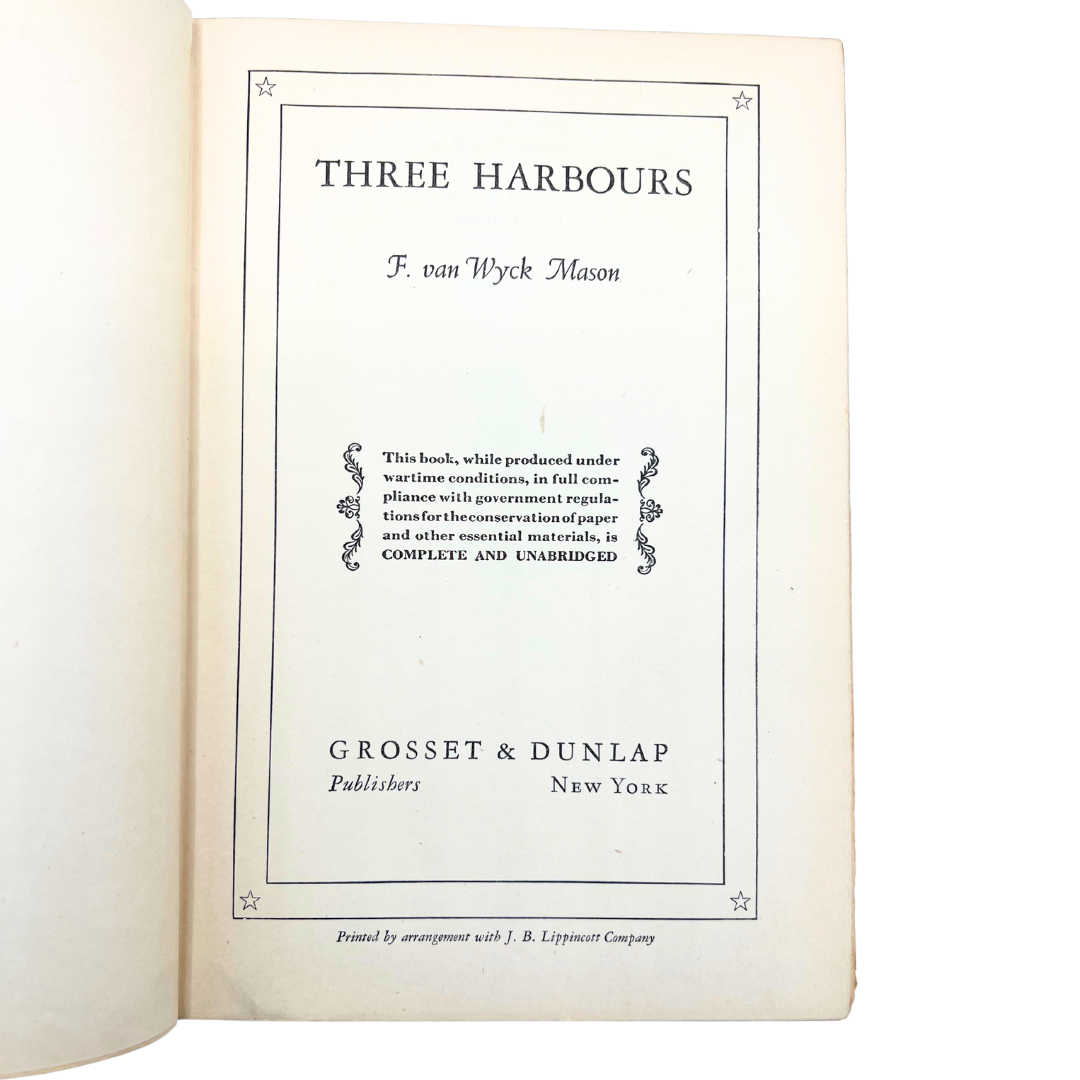 THREE HARBOURS
F. van Wyck Mason
This book, while produced under
wartime conditions, in full com-
pliance with government regula-
tions for the conservation of paper
and other essential materials, is
COMPLETE AND UNABRIDGED
GROSSET & DUNLAP
Publishers NEW YORK
Printed by arrangement with J. B. Lippincott Company